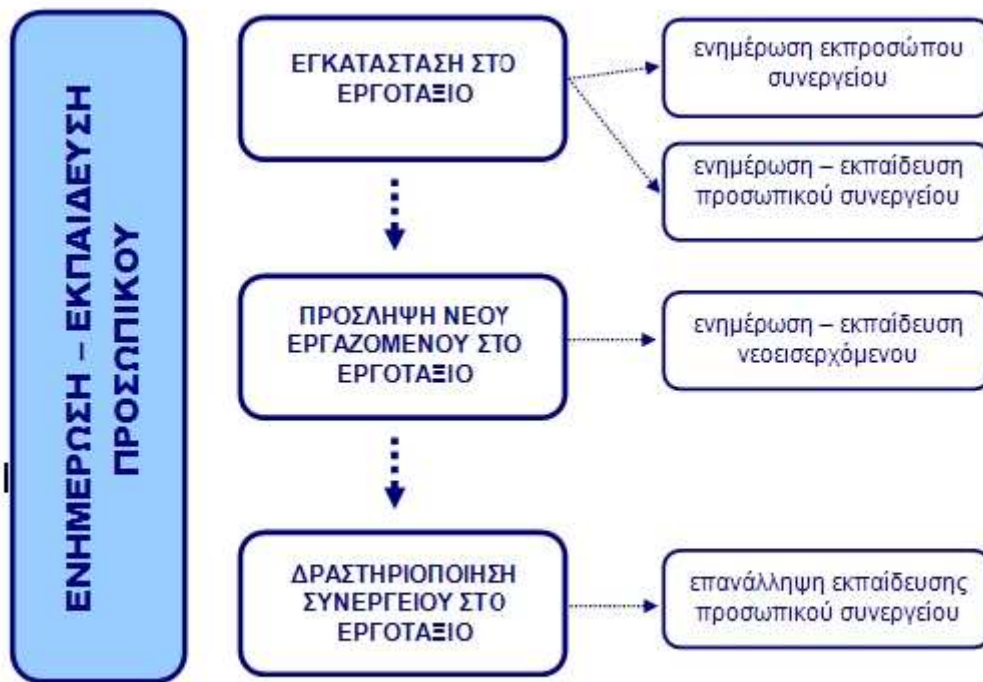 ΕΝΗΜΕΡΩΣΗ – ΕΚΠΑΙΔΕΥΣΗ
ΠΡΟΣΩΠΙΚΟΥ
ΕΓΚΑΤΑΣΤΑΣΗ ΣΤΟ
ΕΡΓΟΤΑΞΙΟ
ενημέρωση εκπροσώπου
συνεργείου
ενημέρωση – εκπαίδευση
προσωπικού συνεργείου
ΠΡΟΣΛΗΨΗ ΝΕΟΥ
ΕΡΓΑΖΟΜΕΝΟΥ ΣΤΟ
ΕΡΓΟΤΑΞΙΟ
ενημέρωση – εκπαίδευση
νεοεισερχόμενου
ΔΡΑΣΤΗΡΙΟΠΟΙΗΣΗ
ΣΥΝΕΡΓΕΙΟΥ ΣΤΟ
ΕΡΓΟΤΑΞΙΟ
επανάλληψη εκπαίδευσης
προσωπικού συνεργείου